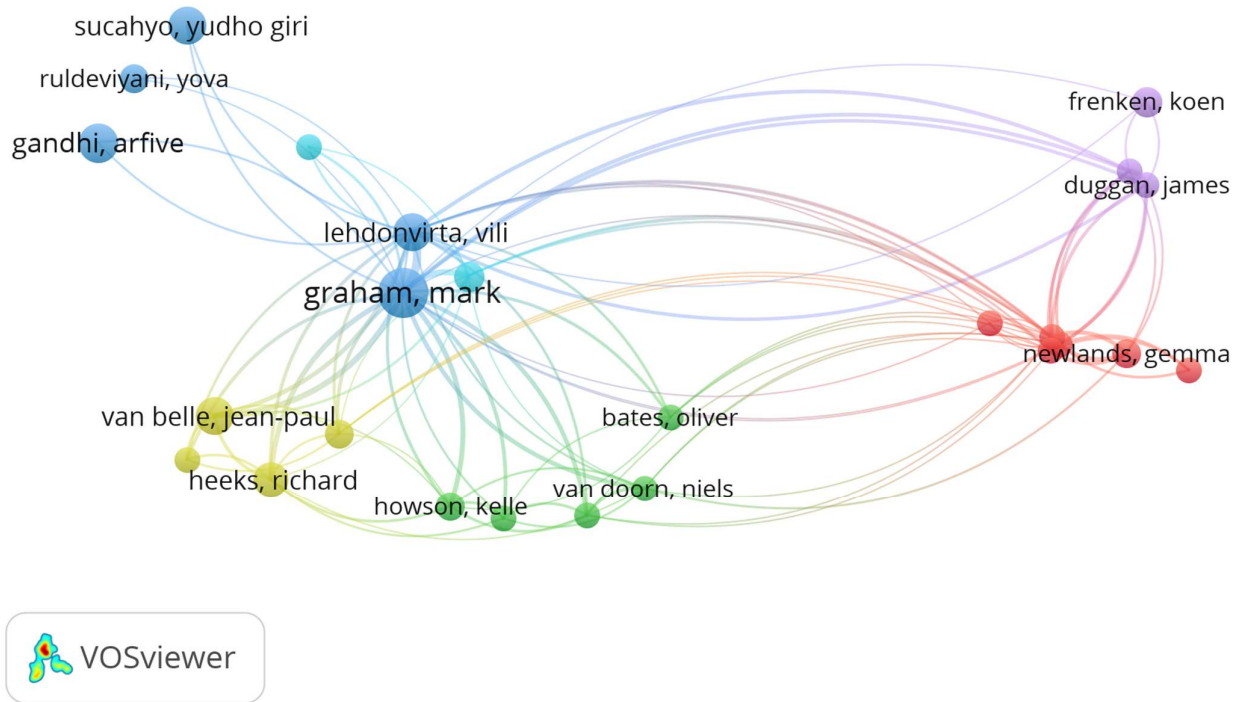 sucahyo, yudho giri
ruldeviyani, yova
gandhi, arfive
frenken, koen
duggan, james
lehdonvirta, vili
graham, mark
newlands, gemma
van belle, jean-paul
bates, oliver
heeks, richard
van doorn, niels
howson, kelle
VOSviewer